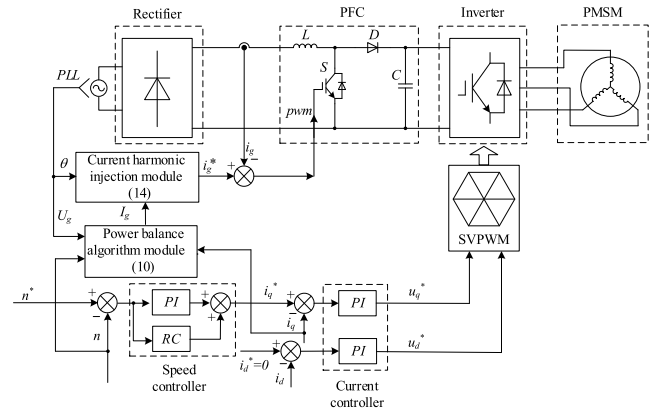 Rectifier
PFC
Inverter
PMSM
PLL
L
D
S
C
pwm
θ
Current harmonic
injection module
(14)
i_g*
+
−
i_g
U_g
I_g
Power balance
algorithm module
(10)
SVPWM
n*
+
−
n
PI
RC
+
+
Speed
controller
i_q*
+
−
i_q
i_d*=0
+
−
i_d
PI
PI
Current
controller
u_q*
u_d*